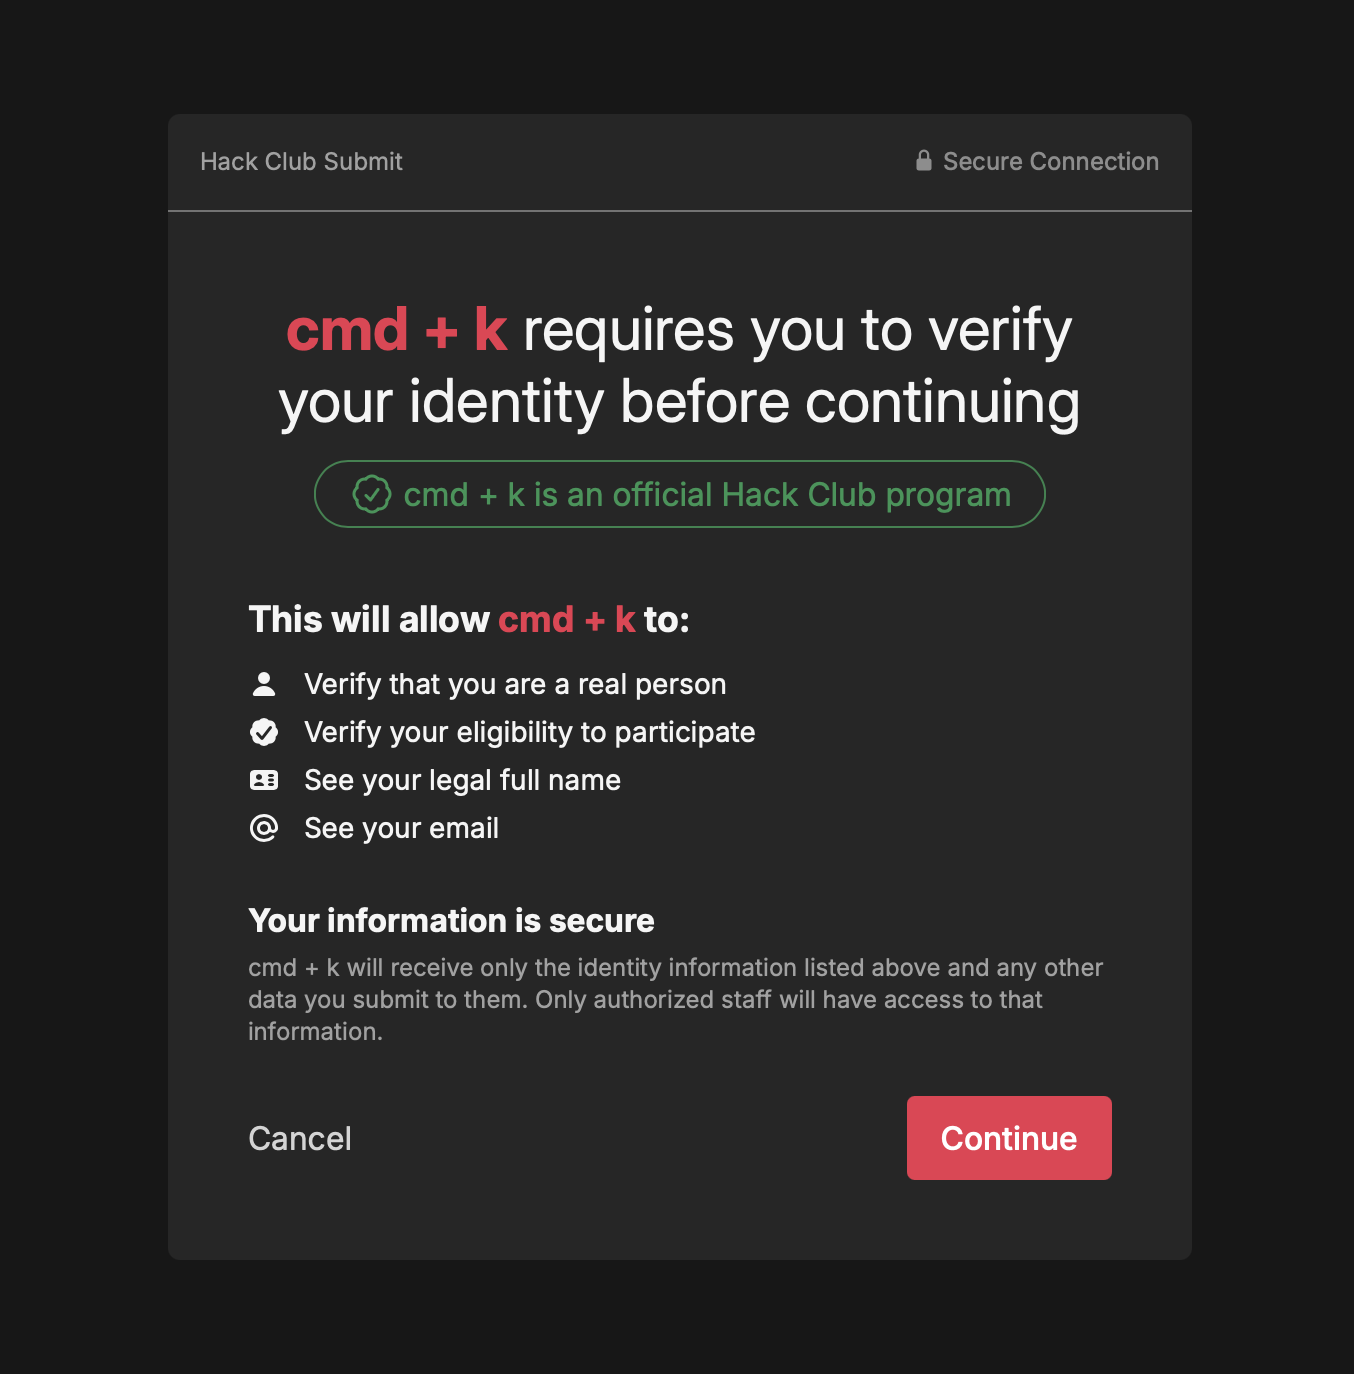 Hack Club Submit
Secure Connection
cmd + k requires you to verify
your identity before continuing
cmd + k is an official Hack Club program
This will allow cmd + k to:
Verify that you are a real person
Verify your eligibility to participate
See your legal full name
See your email
Your information is secure
cmd + k will receive only the identity information listed above and any other
data you submit to them. Only authorized staff will have access to that
information.
Cancel
Continue